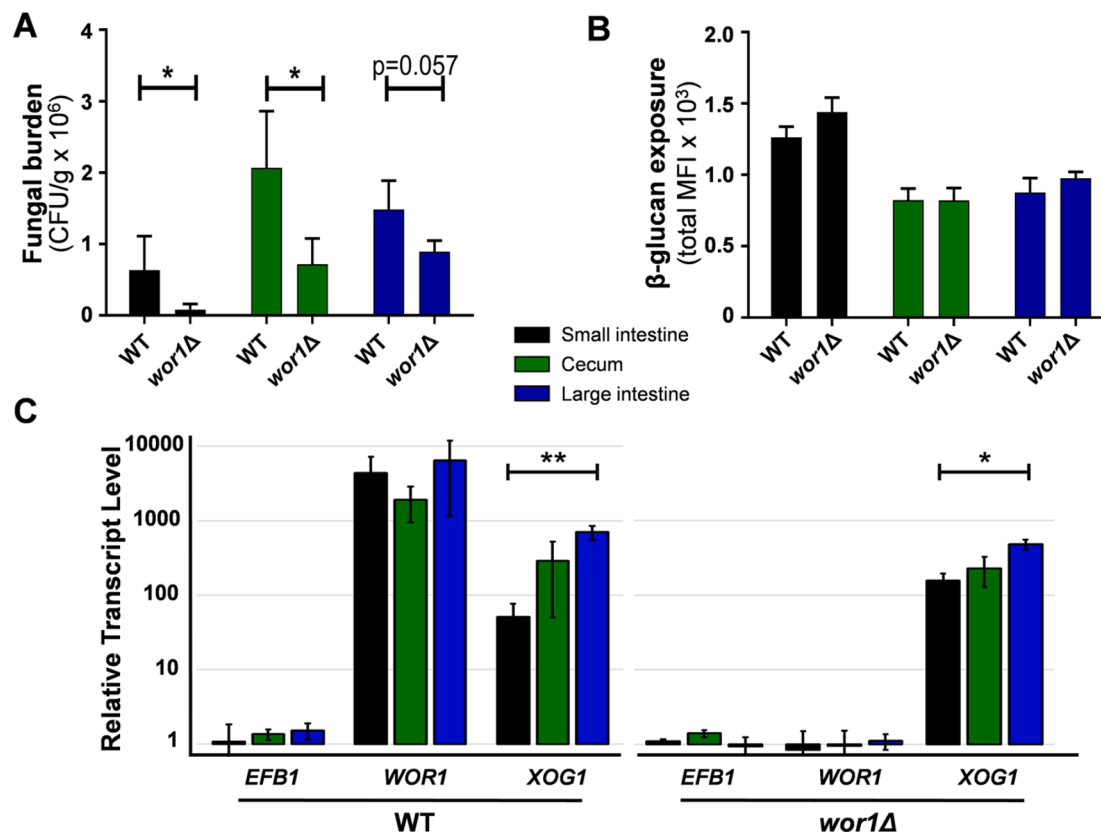 A
Fungal burden
(CFU/g x 10⁶)
4
3
2
1
0
*
*
p=0.057
WT
wor1Δ
WT
wor1Δ
WT
wor1Δ
B
β-glucan exposure
(total MFI x 10³)
2.0
1.5
1.0
0.5
0
WT
wor1Δ
WT
wor1Δ
WT
wor1Δ
Small intestine
Cecum
Large intestine
C
Relative Transcript Level
10000
1000
100
10
1
**
*
EFB1
WOR1
XOG1
EFB1
WOR1
XOG1
WT
wor1Δ